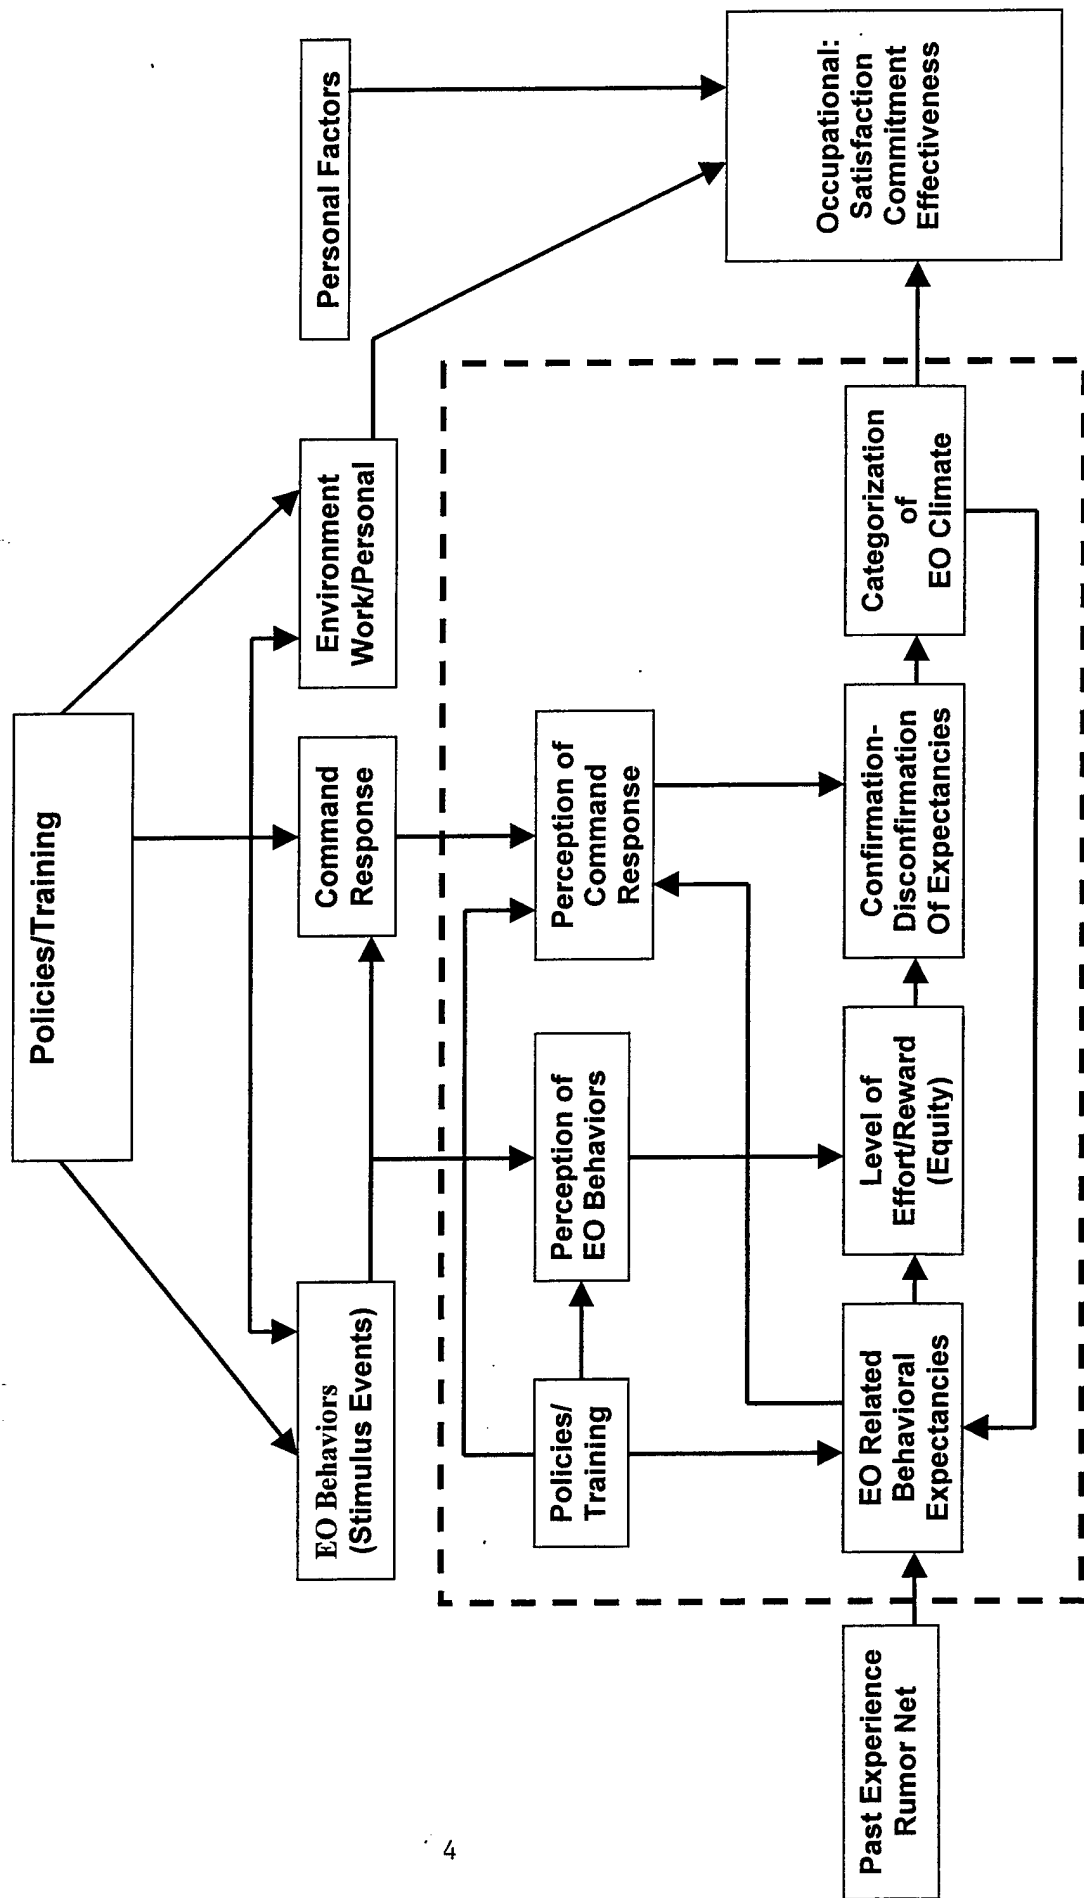 Policies/Training
EO Behaviors
(Stimulus Events)
Command
Response
Environment
Work/Personal
Personal Factors
Policies/
Training
Perception of
EO Behaviors
Perception of
Command
Response
Past Experience
Rumor Net
EO Related
Behavioral
Expectancies
Level of
Effort/Reward
(Equity)
Confirmation-
Disconfirmation
Of Expectancies
Categorization
of
EO Climate
Occupational:
Satisfaction
Commitment
Effectiveness
4